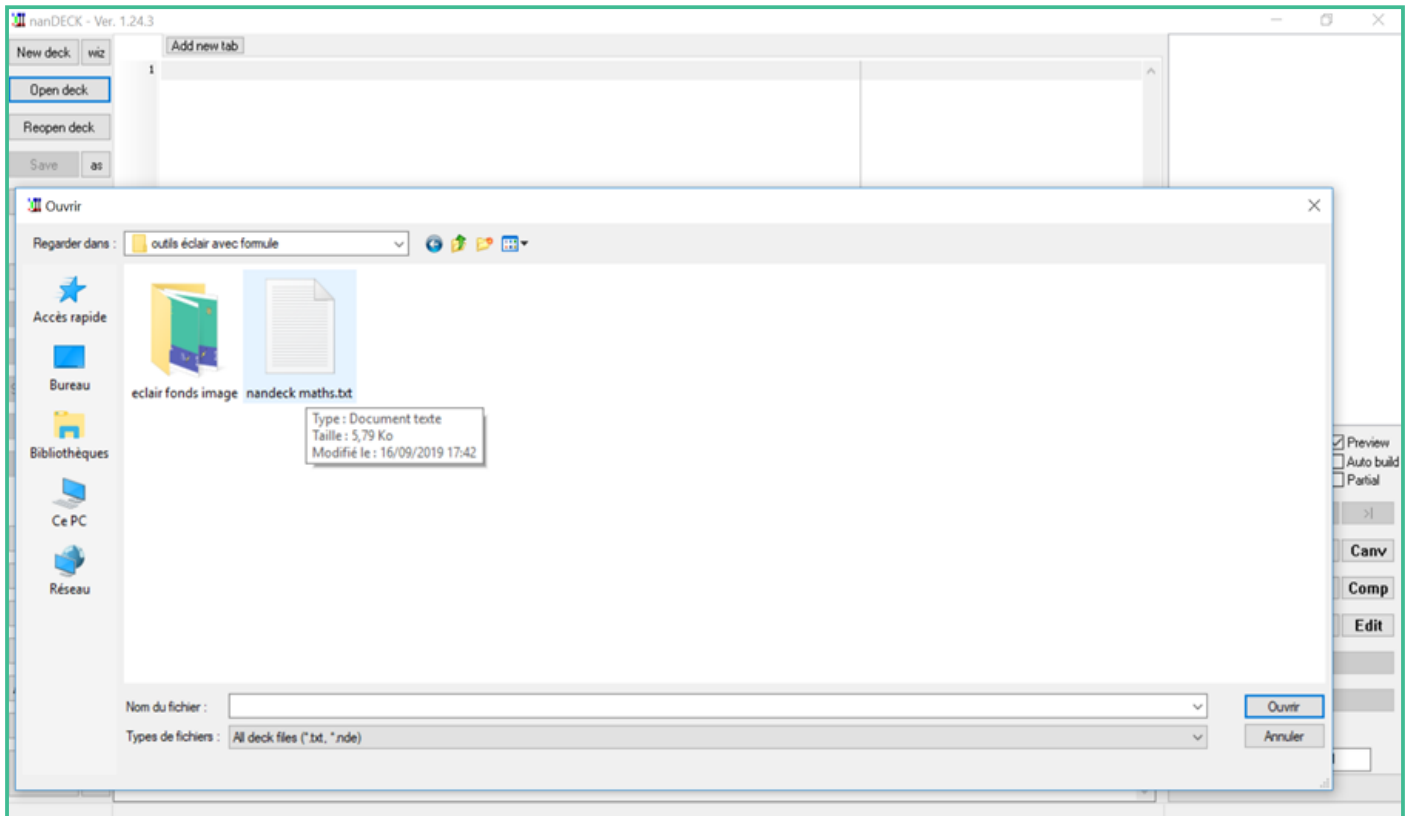 nanDECK - Ver. 1.24.3
New deck wiz
Add new tab
1
Open deck
Reopen deck
Save as
Ouvrir
Regarder dans : outils éclair avec formule
Accès rapide
Bureau
Bibliothèques
Ce PC
Réseau
eclair fonds image nandeck maths.txt
Type : Document texte
Taille : 5,79 Ko
Modifié le : 16/09/2019 17:42
Preview
Auto build
Partial
>|
Canv
Comp
Edit
Nom du fichier :
Ouvrir
Types de fichiers : All deck files (*.txt, *.nde)
Annuler